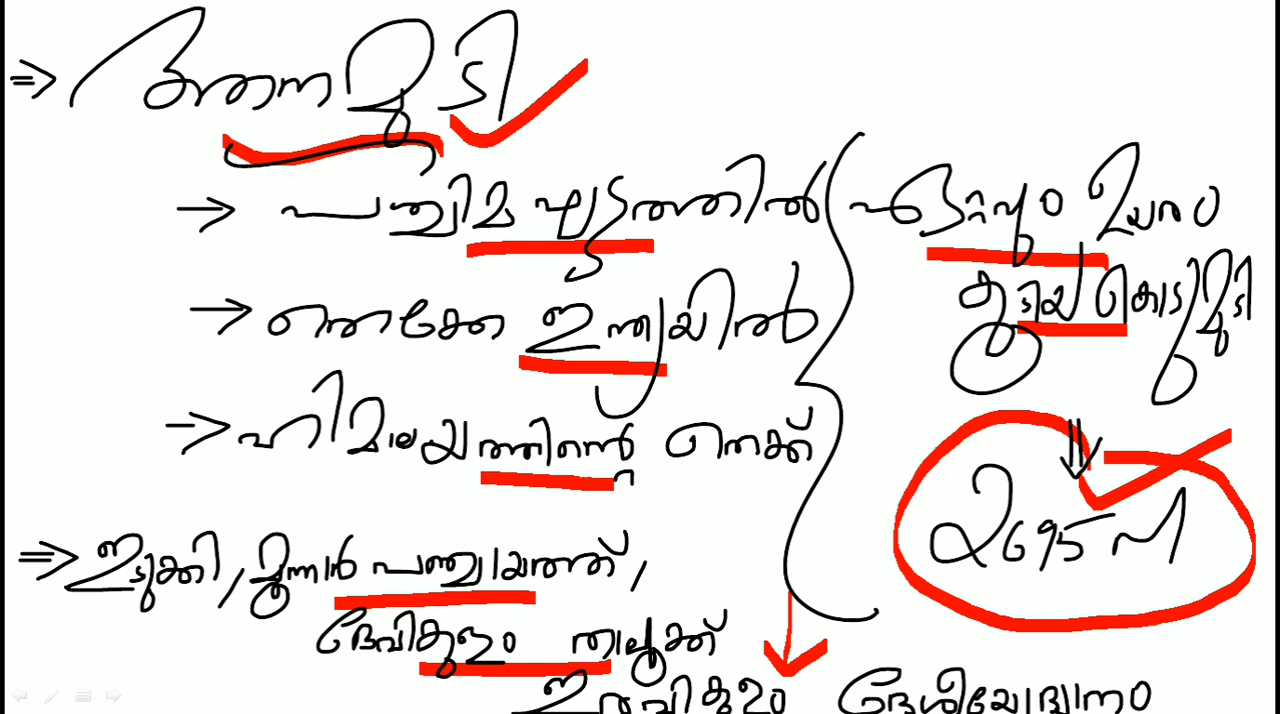 ⇒ ആനമുടി
→ പശ്ചിമഘട്ടത്തിൽ
→ തെക്കേ ഇന്ത്യയിൽ
→ ഹിമാലയത്തിന്റെ തെക്ക്
ഏറ്റവും ഉയരം
കൂടിയ കൊടുമുടി
2695 M
⇒ ഇടുക്കി, മൂന്നാർ പഞ്ചായത്ത്,
ദേവികുളം താലൂക്ക്
ഇരവികുളം ദേശീയോദ്യാനം